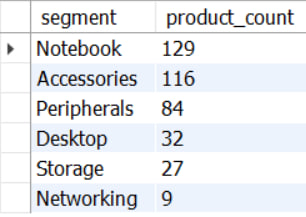 segment product_count
Notebook 129
Accessories 116
Peripherals 84
Desktop 32
Storage 27
Networking 9